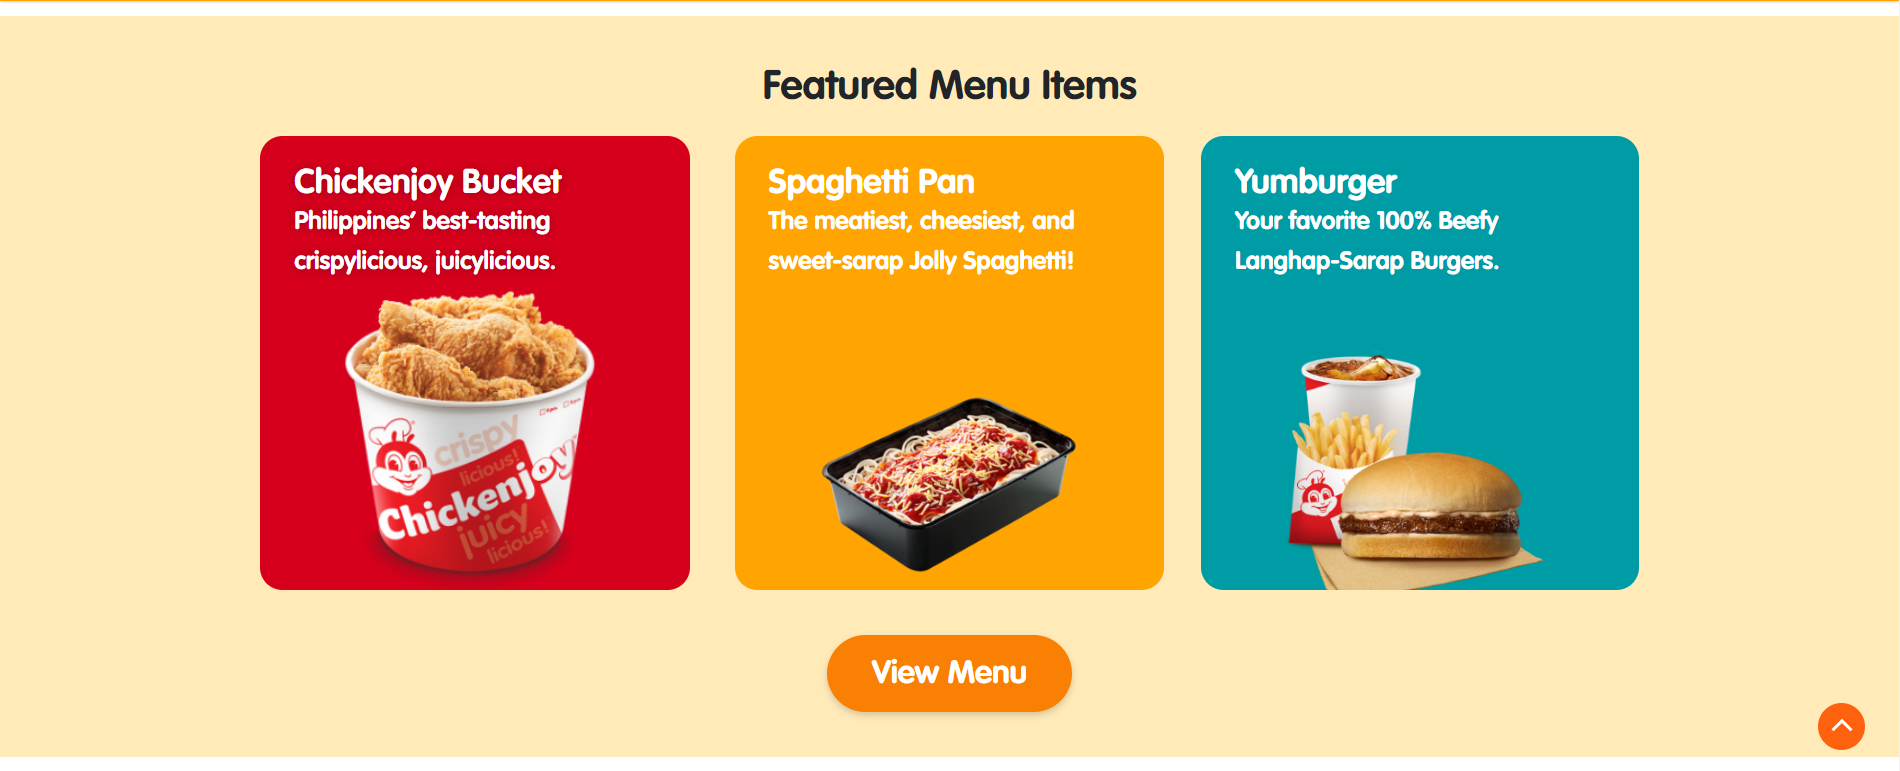 Featured Menu Items
Chickenjoy Bucket
Philippines’ best-tasting
crispylicious, juicylicious.
crispy
licious!
Chickenjoy
juicy
licious!
Spaghetti Pan
The meatiest, cheesiest, and
sweet-sarap Jolly Spaghetti!
Yumburger
Your favorite 100% Beefy
Langhap-Sarap Burgers.
View Menu